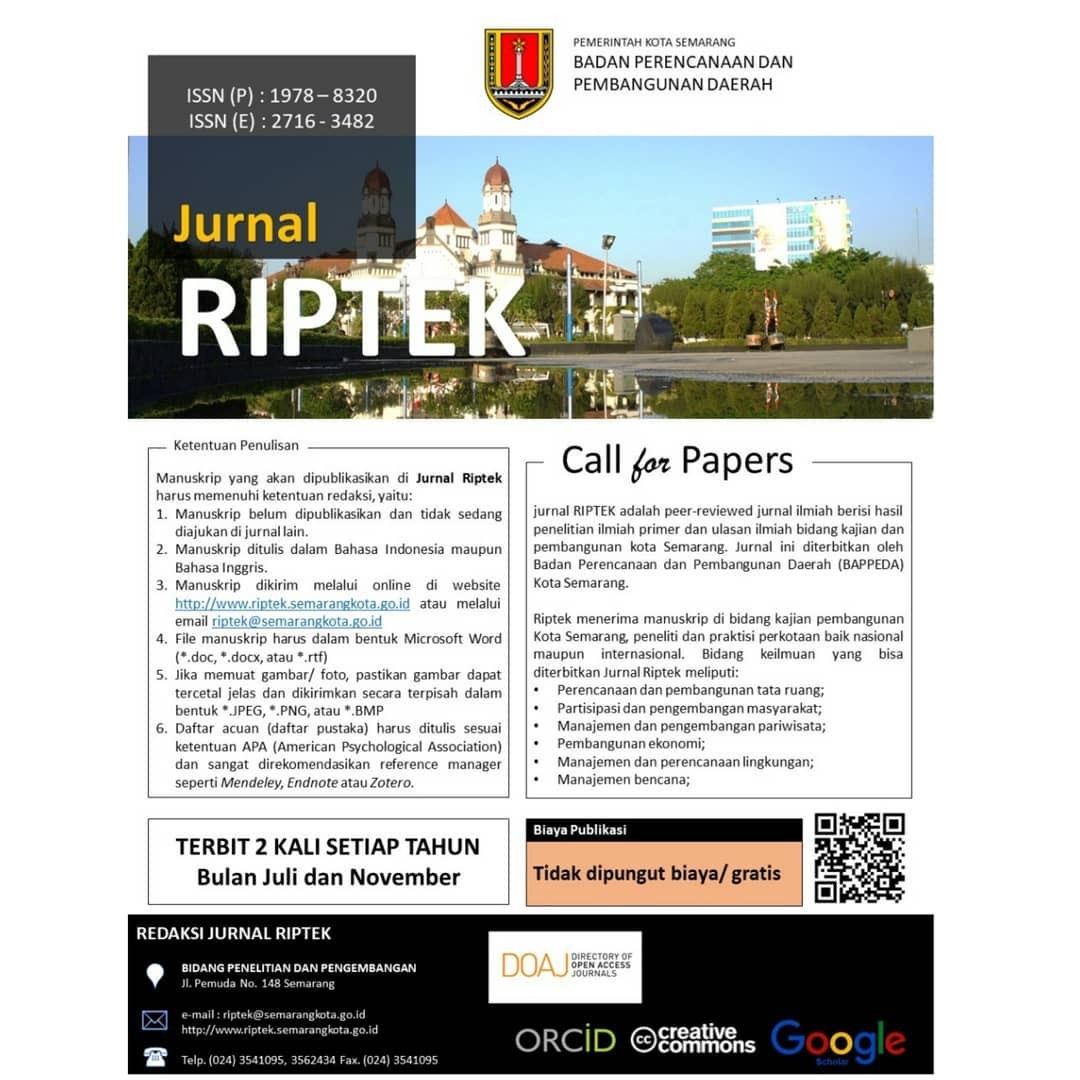 PEMERINTAH KOTA SEMARANG
BADAN PERENCANAAN DAN
PEMBANGUNAN DAERAH
ISSN (P) : 1978 – 8320
ISSN (E) : 2716 - 3482
Jurnal
RIPTEK
Ketentuan Penulisan
Manuskrip yang akan dipublikasikan di Jurnal Riptek
harus memenuhi ketentuan redaksi, yaitu:
1. Manuskrip belum dipublikasikan dan tidak sedang
diajukan di jurnal lain.
2. Manuskrip ditulis dalam Bahasa Indonesia maupun
Bahasa Inggris.
3. Manuskrip dikirim melalui online di website
http://www.riptek.semarangkota.go.id atau melalui
email riptek@semarangkota.go.id
4. File manuskrip harus dalam bentuk Microsoft Word
(*.doc, *.docx, atau *.rtf)
5. Jika memuat gambar/ foto, pastikan gambar dapat
tercetal jelas dan dikirimkan secara terpisah dalam
bentuk *.JPEG, *.PNG, atau *.BMP
6. Daftar acuan (daftar pustaka) harus ditulis sesuai
ketentuan APA (American Psychological Association)
dan sangat direkomendasikan reference manager
seperti Mendeley, Endnote atau Zotero.
Call for Papers
jurnal RIPTEK adalah peer-reviewed jurnal ilmiah berisi hasil
penelitian ilmiah primer dan ulasan ilmiah bidang kajian dan
pembangunan kota Semarang. Jurnal ini diterbitkan oleh
Badan Perencanaan dan Pembangunan Daerah (BAPPEDA)
Kota Semarang.
Riptek menerima manuskrip di bidang kajian pembangunan
Kota Semarang, peneliti dan praktisi perkotaan baik nasional
maupun internasional. Bidang keilmuan yang bisa
diterbitkan Jurnal Riptek meliputi:
• Perencanaan dan pembangunan tata ruang;
• Partisipasi dan pengembangan masyarakat;
• Manajemen dan pengembangan pariwisata;
• Pembangunan ekonomi;
• Manajemen dan perencanaan lingkungan;
• Manajemen bencana;
TERBIT 2 KALI SETIAP TAHUN
Bulan Juli dan November
Biaya Publikasi
Tidak dipungut biaya/ gratis
REDAKSI JURNAL RIPTEK
BIDANG PENELITIAN DAN PENGEMBANGAN
Jl. Pemuda No. 148 Semarang
e-mail : riptek@semarangkota.go.id
http://www.riptek.semarangkota.go.id
Telp. (024) 3541095, 3562434 Fax. (024) 3541095
DOAJ DIRECTORY OF
OPEN ACCESS
JOURNALS
ORCID
cc creative
commons
Google
Scholar